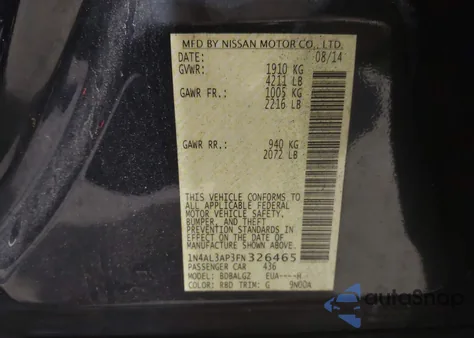 MFD BY NISSAN MOTOR CO., LTD.
DATE: 08/14
GVWR: 1910 KG
4211 LB
GAWR FR.: 1005 KG
2216 LB
GAWR RR.: 940 KG
2072 LB
THIS VEHICLE CONFORMS TO
ALL APPLICABLE FEDERAL
MOTOR VEHICLE SAFETY,
BUMPER, AND THEFT
PREVENTION STANDARDS
IN EFFECT ON THE DATE OF
MANUFACTURE SHOWN ABOVE.
1N4AL3AP3FN326465
PASSENGER CAR 436
MODEL: BDBALGZ EUA----H-
COLOR: RBD TRIM: G 9N00A
autoSnap